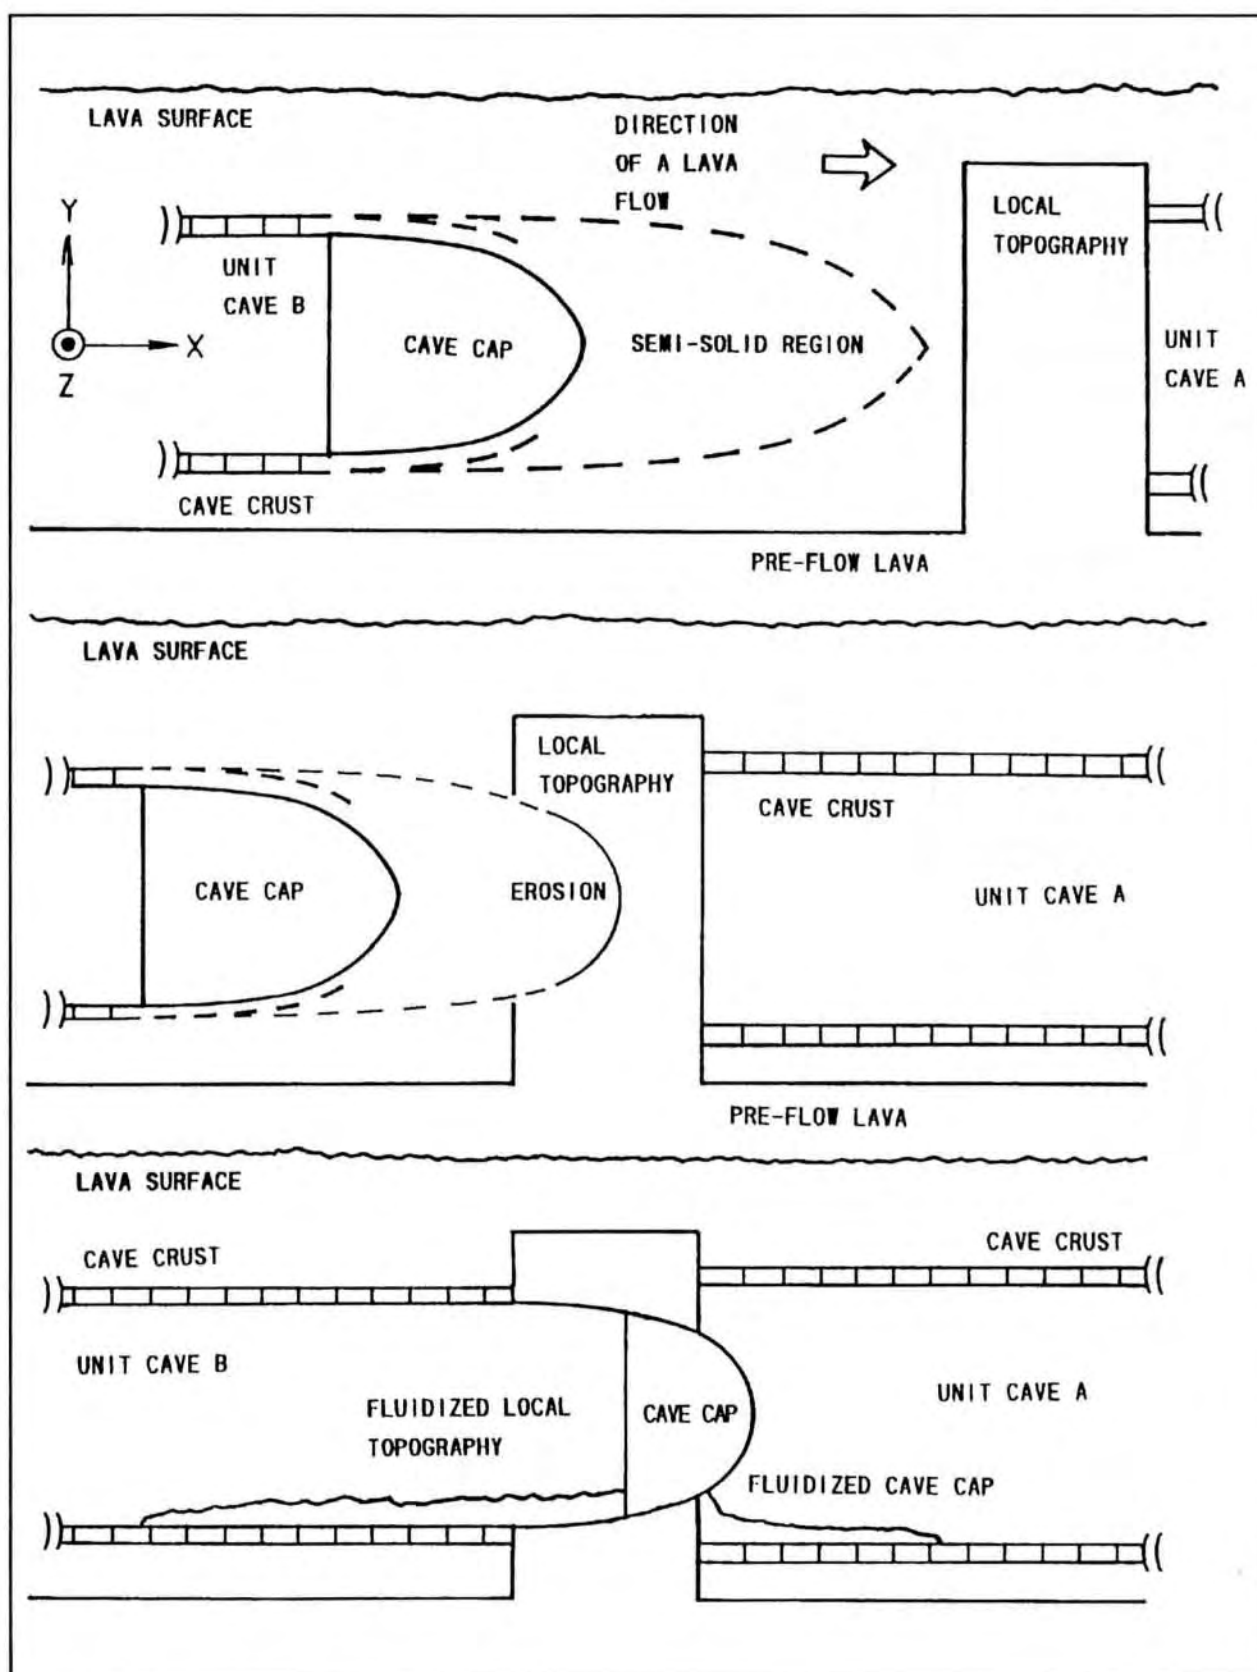 LAVA SURFACE
DIRECTION
OF A LAVA
FLOW
LOCAL
TOPOGRAPHY
Y
X
Z
UNIT
CAVE B
CAVE CAP
SEMI-SOLID REGION
UNIT
CAVE A
CAVE CRUST
PRE-FLOW LAVA
LAVA SURFACE
LOCAL
TOPOGRAPHY
CAVE CRUST
CAVE CAP
EROSION
UNIT CAVE A
PRE-FLOW LAVA
LAVA SURFACE
CAVE CRUST
CAVE CRUST
UNIT CAVE B
UNIT CAVE A
FLUIDIZED LOCAL
TOPOGRAPHY
CAVE CAP
FLUIDIZED CAVE CAP